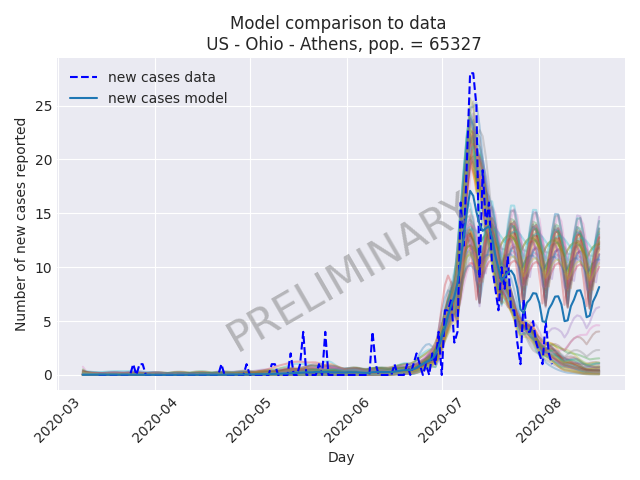 Model comparison to data
US - Ohio - Athens, pop. = 65327
new cases data
new cases model
PRELIMINARY
Number of new cases reported
25
20
15
10
5
0
2020-03
2020-04
2020-05
2020-06
2020-07
2020-08
Day